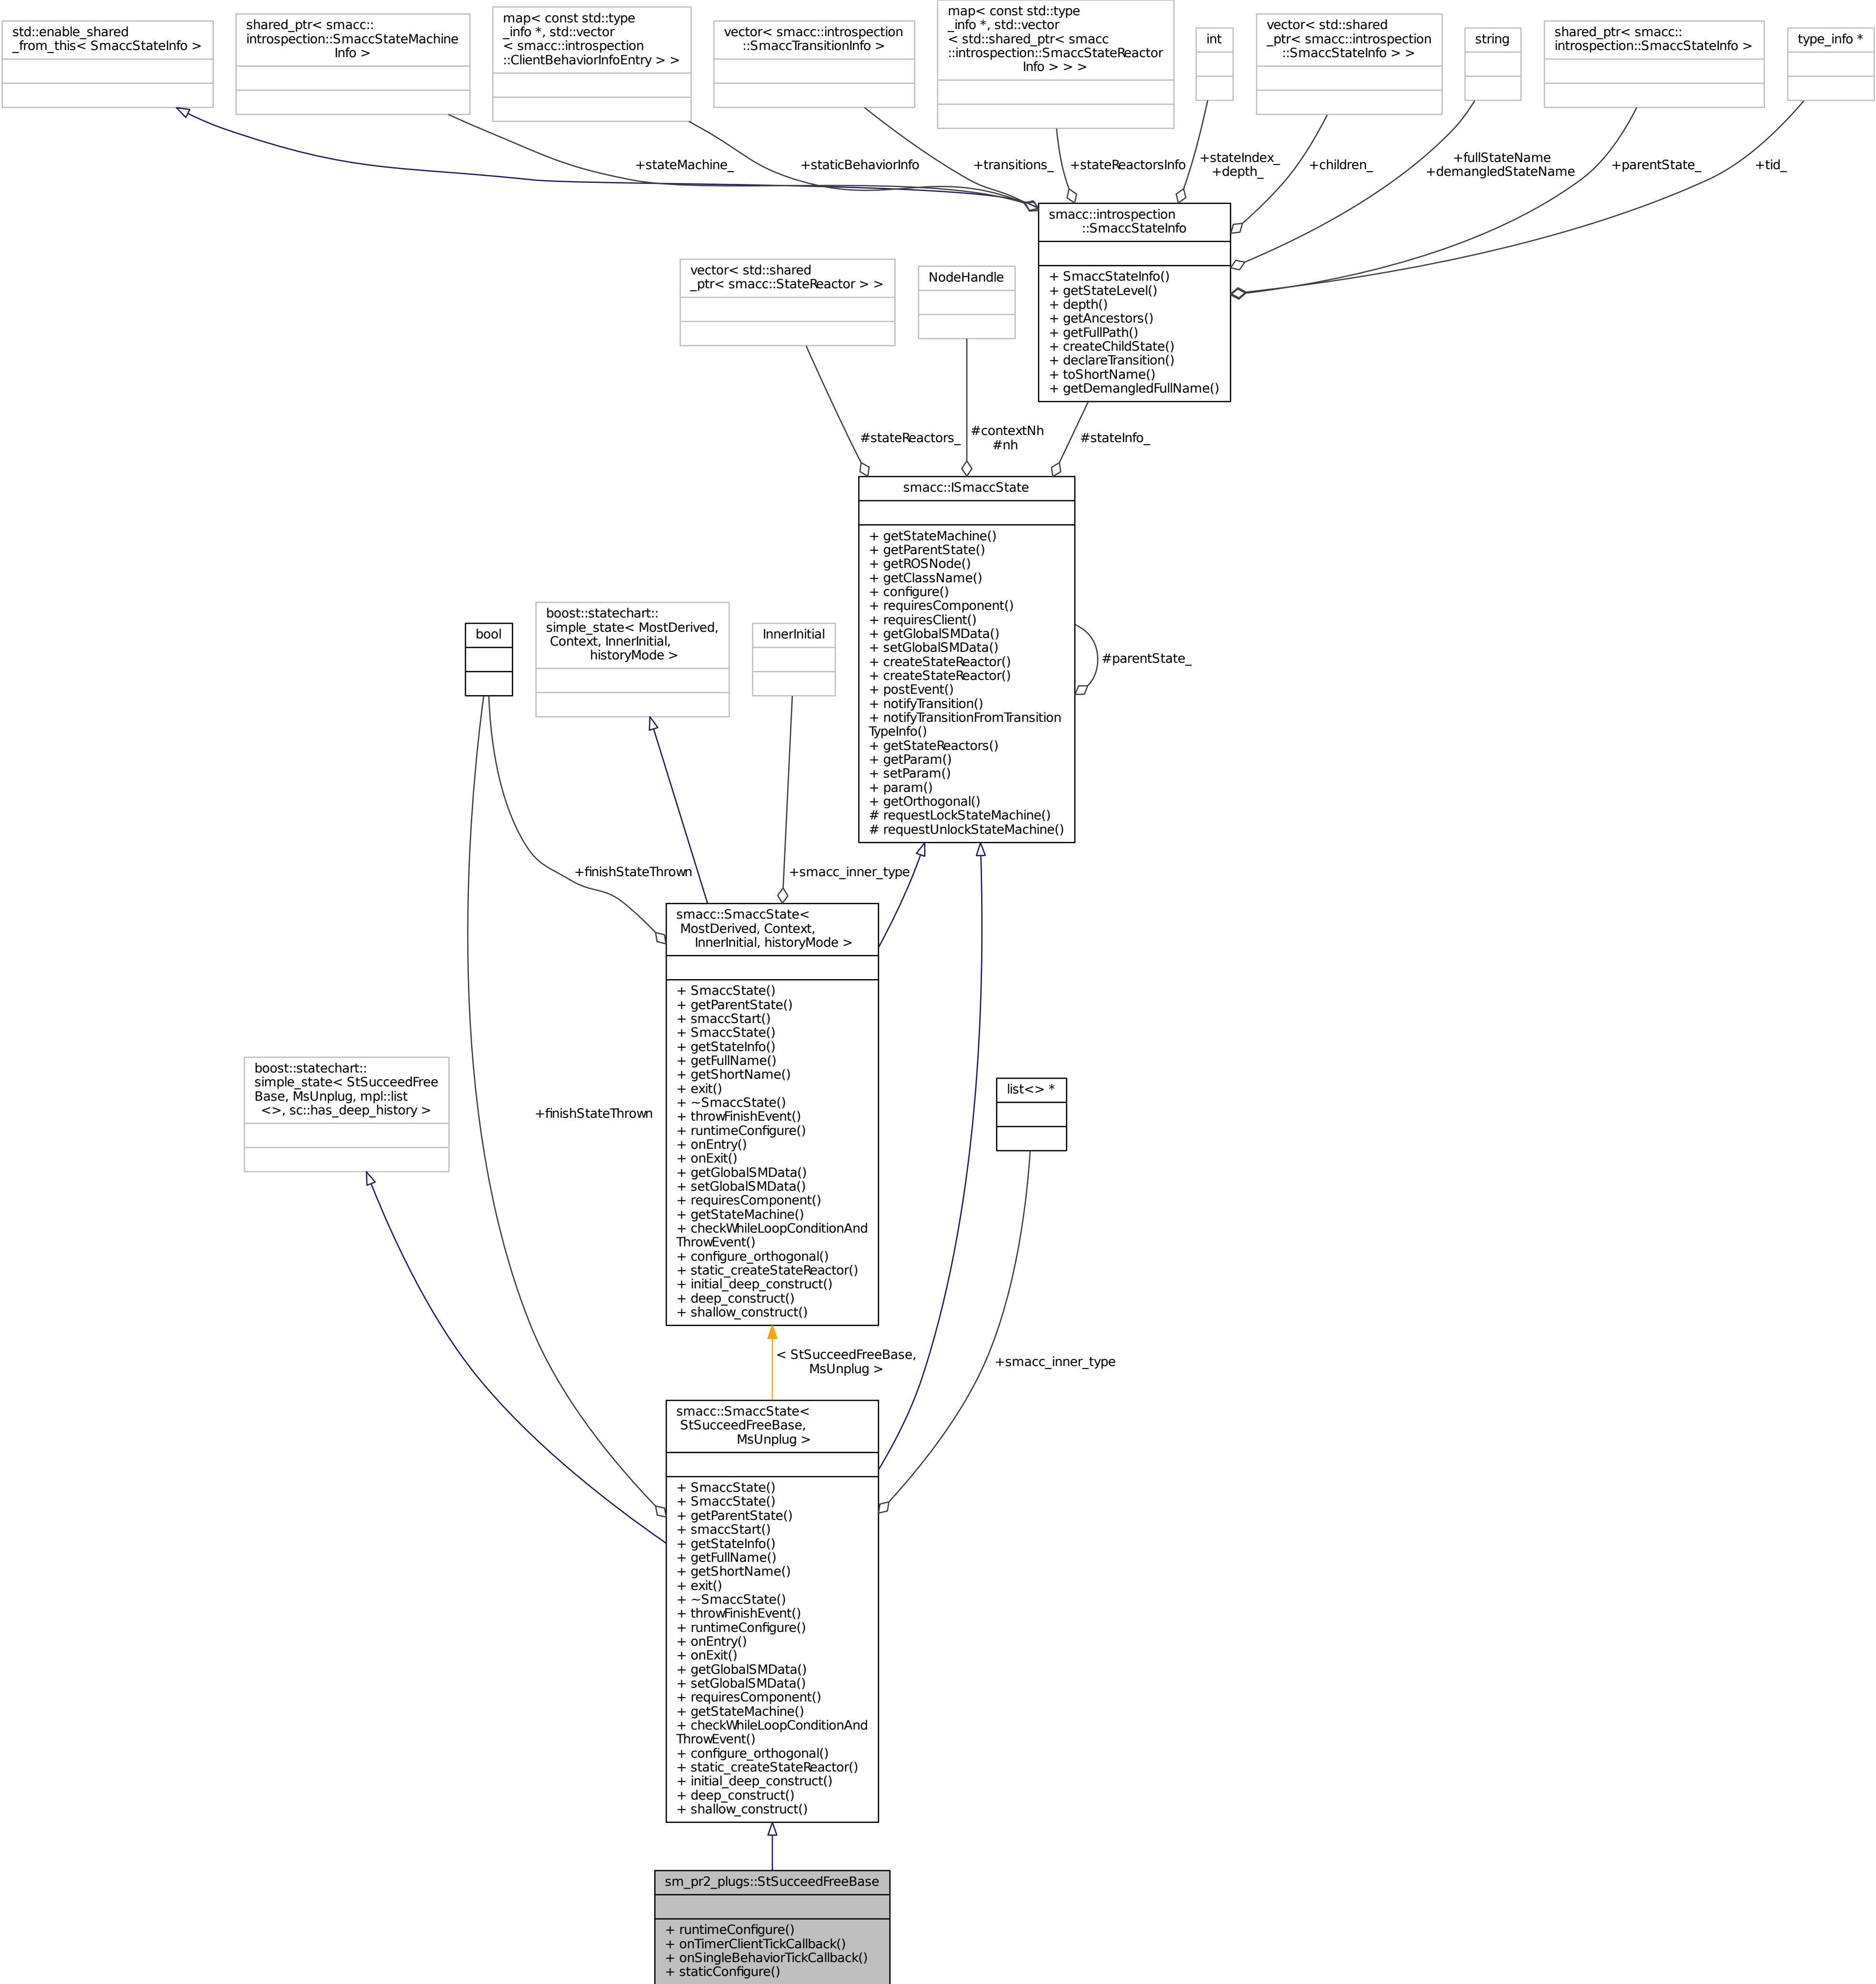 std::enable_shared
_from_this< SmaccStateInfo >
shared_ptr< smacc::
introspection::SmaccStateMachine
Info >
map< const std::type
_info *, std::vector
< smacc::introspection
::ClientBehaviorInfoEntry > >
vector< smacc::introspection
::SmaccTransitionInfo >
map< const std::type
_info *, std::vector
< std::shared_ptr< smacc
::introspection::SmaccStateReactor
Info > > >
int
vector< std::shared
_ptr< smacc::introspection
::SmaccStateInfo > >
string
shared_ptr< smacc::
introspection::SmaccStateInfo >
type_info *
+stateMachine_
+staticBehaviorInfo
+transitions_
+stateReactorsInfo
+stateIndex_
+depth_
+children_
+fullStateName
+demangledStateName
+parentState_
+tid_
smacc::introspection
::SmaccStateInfo
+ SmaccStateInfo()
+ getStateLevel()
+ depth()
+ getAncestors()
+ getFullPath()
+ createChildState()
+ declareTransition()
+ toShortName()
+ getDemangledFullName()
vector< std::shared
_ptr< smacc::StateReactor > >
NodeHandle
#stateReactors_
#contextNh
#nh
#stateInfo_
smacc::ISmaccState
+ getStateMachine()
+ getParentState()
+ getROSNode()
+ getClassName()
+ configure()
+ requiresComponent()
+ requiresClient()
+ getGlobalSMData()
+ setGlobalSMData()
+ createStateReactor()
+ createStateReactor()
+ postEvent()
+ notifyTransition()
+ notifyTransitionFromTransition
TypeInfo()
+ getStateReactors()
+ getParam()
+ setParam()
+ param()
+ getOrthogonal()
# requestLockStateMachine()
# requestUnlockStateMachine()
#parentState_
bool
boost::statechart::
simple_state< MostDerived,
Context, InnerInitial,
historyMode >
InnerInitial
+finishStateThrown
+smacc_inner_type
smacc::SmaccState<
MostDerived, Context,
InnerInitial, historyMode >
+ SmaccState()
+ getParentState()
+ smaccStart()
+ SmaccState()
+ getStateInfo()
+ getFullName()
+ getShortName()
+ exit()
+ ~SmaccState()
+ throwFinishEvent()
+ runtimeConfigure()
+ onEntry()
+ onExit()
+ getGlobalSMData()
+ setGlobalSMData()
+ requiresComponent()
+ getStateMachine()
+ checkWhileLoopConditionAnd
ThrowEvent()
+ configure_orthogonal()
+ static_createStateReactor()
+ initial_deep_construct()
+ deep_construct()
+ shallow_construct()
boost::statechart::
simple_state< StSucceedFree
Base, MsUnplug, mpl::list
<>, sc::has_deep_history >
+finishStateThrown
list<> *
< StSucceedFreeBase,
MsUnplug >
+smacc_inner_type
smacc::SmaccState<
StSucceedFreeBase,
MsUnplug >
+ SmaccState()
+ SmaccState()
+ getParentState()
+ smaccStart()
+ getStateInfo()
+ getFullName()
+ getShortName()
+ exit()
+ ~SmaccState()
+ throwFinishEvent()
+ runtimeConfigure()
+ onEntry()
+ onExit()
+ getGlobalSMData()
+ setGlobalSMData()
+ requiresComponent()
+ getStateMachine()
+ checkWhileLoopConditionAnd
ThrowEvent()
+ configure_orthogonal()
+ static_createStateReactor()
+ initial_deep_construct()
+ deep_construct()
+ shallow_construct()
sm_pr2_plugs::StSucceedFreeBase
+ runtimeConfigure()
+ onTimerClientTickCallback()
+ onSingleBehaviorTickCallback()
+ staticConfigure()